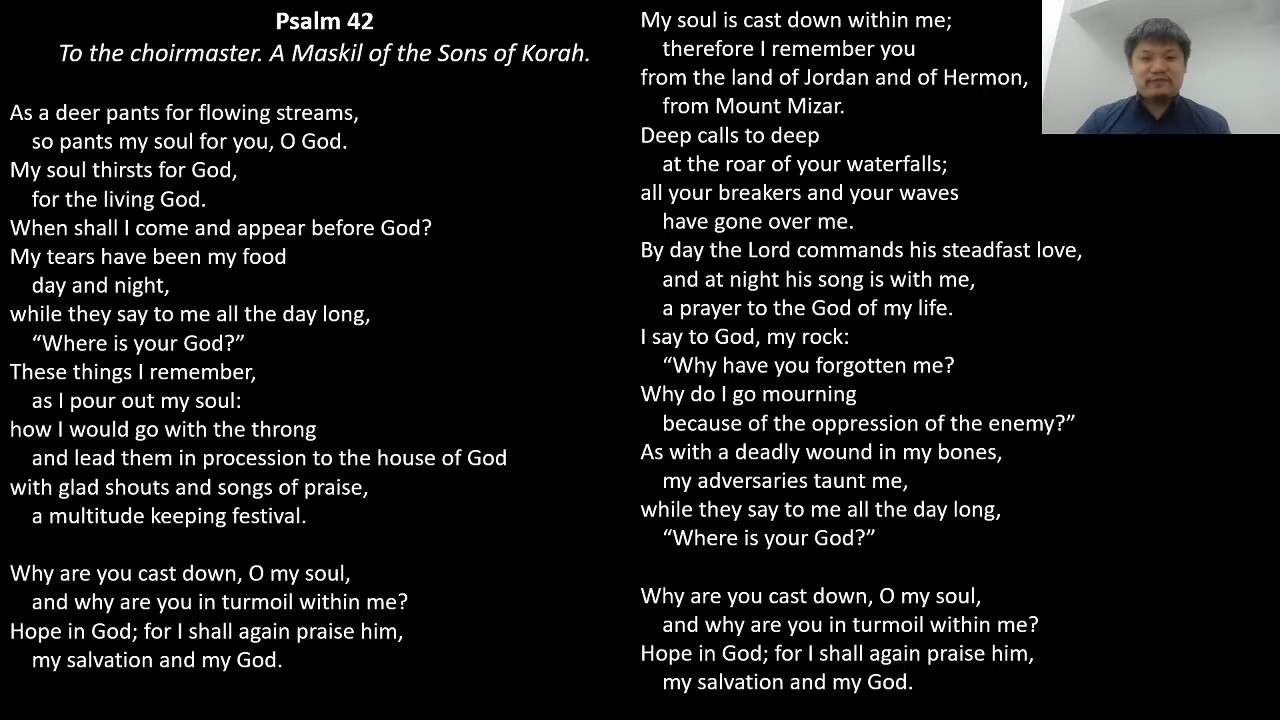 Psalm 42
To the choirmaster. A Maskil of the Sons of Korah.
As a deer pants for flowing streams,
so pants my soul for you, O God.
My soul thirsts for God,
for the living God.
When shall I come and appear before God?
My tears have been my food
day and night,
while they say to me all the day long,
“Where is your God?”
These things I remember,
as I pour out my soul:
how I would go with the throng
and lead them in procession to the house of God
with glad shouts and songs of praise,
a multitude keeping festival.
Why are you cast down, O my soul,
and why are you in turmoil within me?
Hope in God; for I shall again praise him,
my salvation and my God.
My soul is cast down within me;
therefore I remember you
from the land of Jordan and of Hermon,
from Mount Mizar.
Deep calls to deep
at the roar of your waterfalls;
all your breakers and your waves
have gone over me.
By day the Lord commands his steadfast love,
and at night his song is with me,
a prayer to the God of my life.
I say to God, my rock:
“Why have you forgotten me?
Why do I go mourning
because of the oppression of the enemy?”
As with a deadly wound in my bones,
my adversaries taunt me,
while they say to me all the day long,
“Where is your God?”
Why are you cast down, O my soul,
and why are you in turmoil within me?
Hope in God; for I shall again praise him,
my salvation and my God.